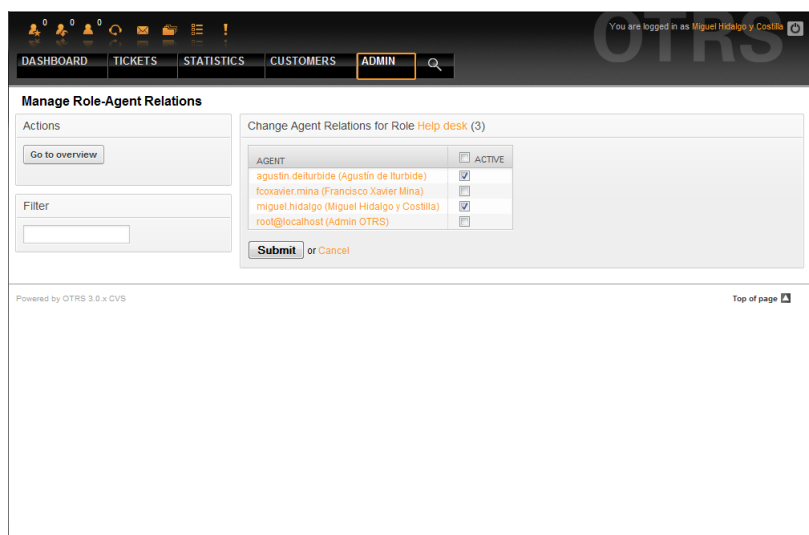 OTRS
You are logged in as Miguel Hidalgo y Costilla
0 0 0
DASHBOARD TICKETS STATISTICS CUSTOMERS ADMIN
Manage Role-Agent Relations
Actions
Go to overview
Filter
Change Agent Relations for Role Help desk (3)
AGENT ACTIVE
agustin.deiturbide (Agustín de Iturbide)
fcoxavier.mina (Francisco Xavier Mina)
miguel.hidalgo (Miguel Hidalgo y Costilla)
root@localhost (Admin OTRS)
Submit or Cancel
Powered by OTRS 3.0.x CVS
Top of page